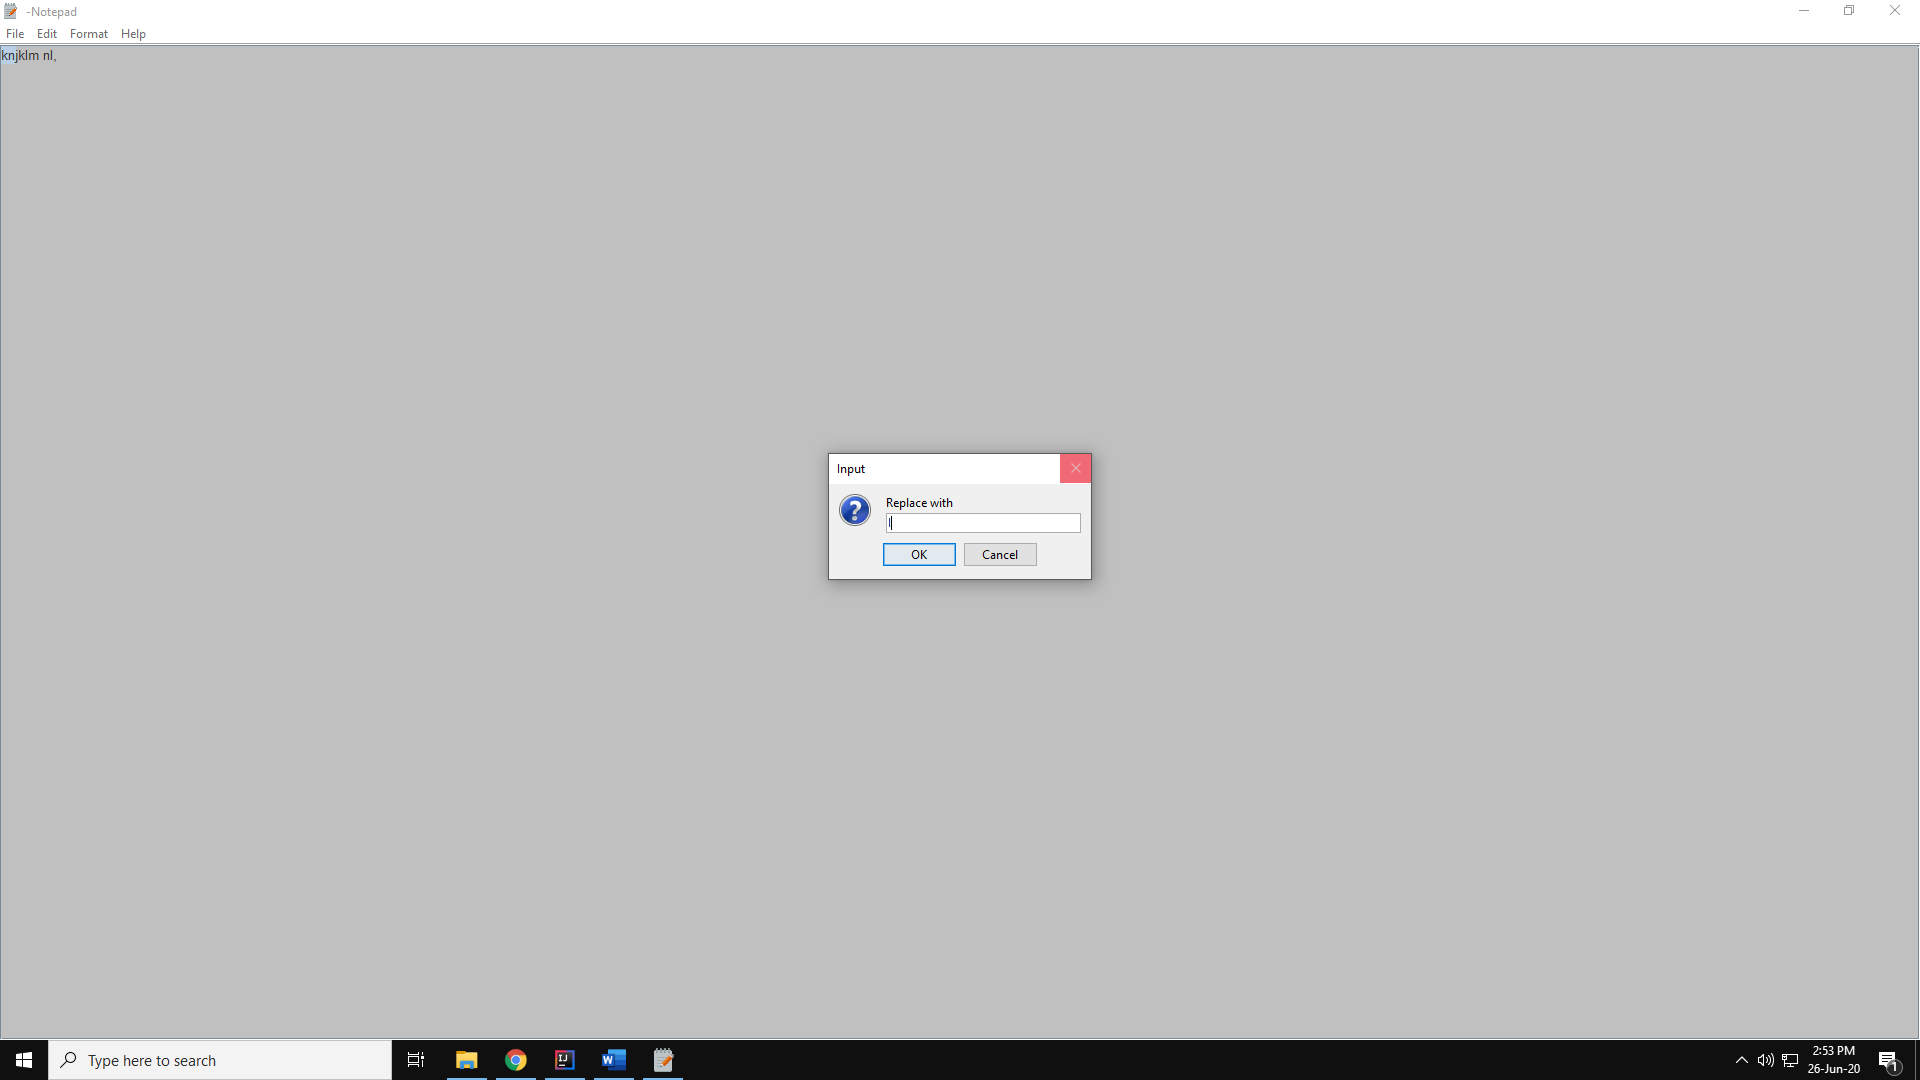 -Notepad
File Edit Format Help
knjklm nl,
Input
Replace with
l
OK Cancel
Type here to search
2:53 PM
26-Jun-20
1